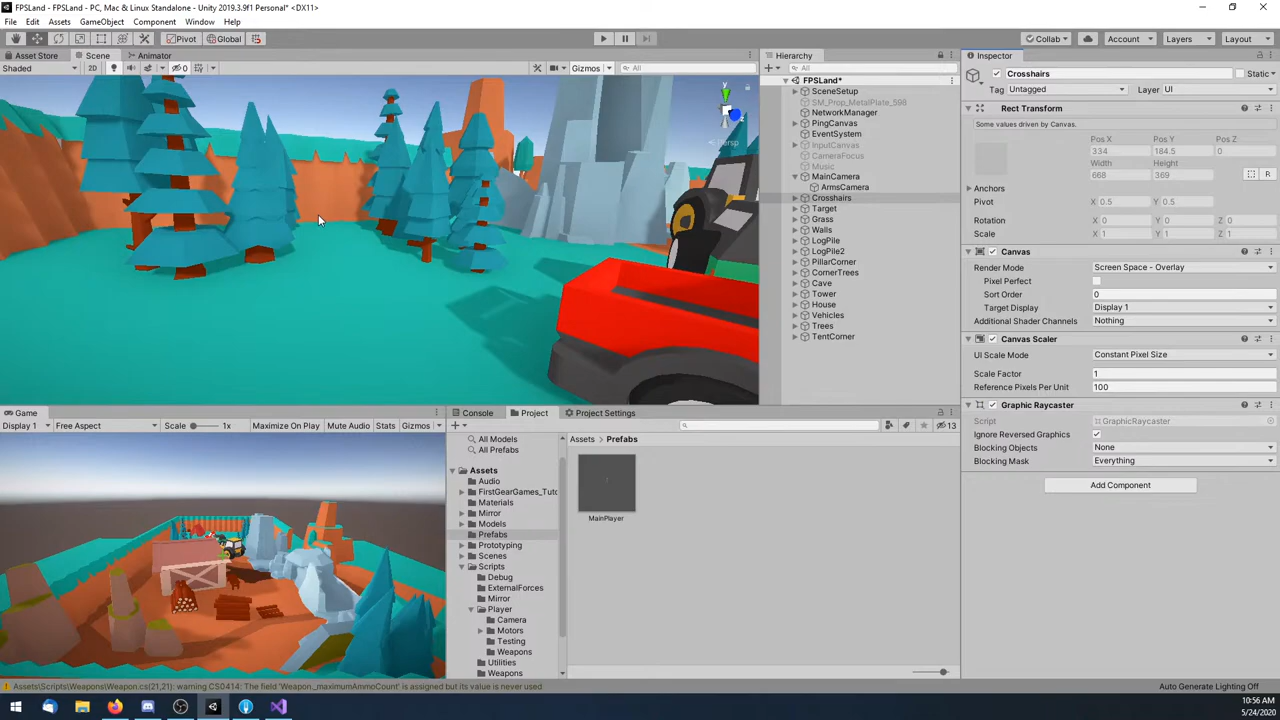 FPSLand - FPSLand - PC, Mac & Linux Standalone - Unity 2019.3.9f1 Personal* <DX11>
File Edit Assets GameObject Component Window Help
Pivot Global Collab Account Layers Layout
Asset Store Scene Animator
Shaded 2D 0 Gizmos All
y
z
Persp
Hierarchy
All
FPSLand*
SceneSetup
SM_Prop_MetalPlate_598
NetworkManager
PingCanvas
EventSystem
InputCanvas
CameraFocus
Music
MainCamera
ArmsCamera
Crosshairs
Target
Grass
Walls
LogPile
LogPile2
PillarCorner
CornerTrees
Cave
Tower
House
Vehicles
Trees
TentCorner
Inspector
Crosshairs Static
Tag Untagged Layer UI
Rect Transform
Some values driven by Canvas.
Pos X Pos Y Pos Z
334 184.5 0
Width Height
668 369 R
Anchors
Pivot X 0.5 Y 0.5
Rotation X 0 Y 0 Z 0
Scale X 1 Y 1 Z 1
Canvas
Render Mode Screen Space - Overlay
Pixel Perfect
Sort Order 0
Target Display Display 1
Additional Shader Channels Nothing
Canvas Scaler
UI Scale Mode Constant Pixel Size
Scale Factor 1
Reference Pixels Per Unit 100
Graphic Raycaster
Script GraphicRaycaster
Ignore Reversed Graphics
Blocking Objects None
Blocking Mask Everything
Add Component
Game
Display 1 Free Aspect Scale 1x Maximize On Play Mute Audio Stats Gizmos
Console Project Project Settings
13
All Models
All Prefabs
Assets
Audio
FirstGearGames_Tuto
Materials
Mirror
Models
Prefabs
Prototyping
Scenes
Scripts
Debug
ExternalForces
Mirror
Player
Camera
Motors
Testing
Weapons
Utilities
Weapons
Assets > Prefabs
MainPlayer
Assets\Scripts\Weapons\Weapon.cs(21,21): warning CS0414: The field 'Weapon._maximumAmmoCount' is assigned but its value is never used
Auto Generate Lighting Off
10:56 AM
5/24/2020